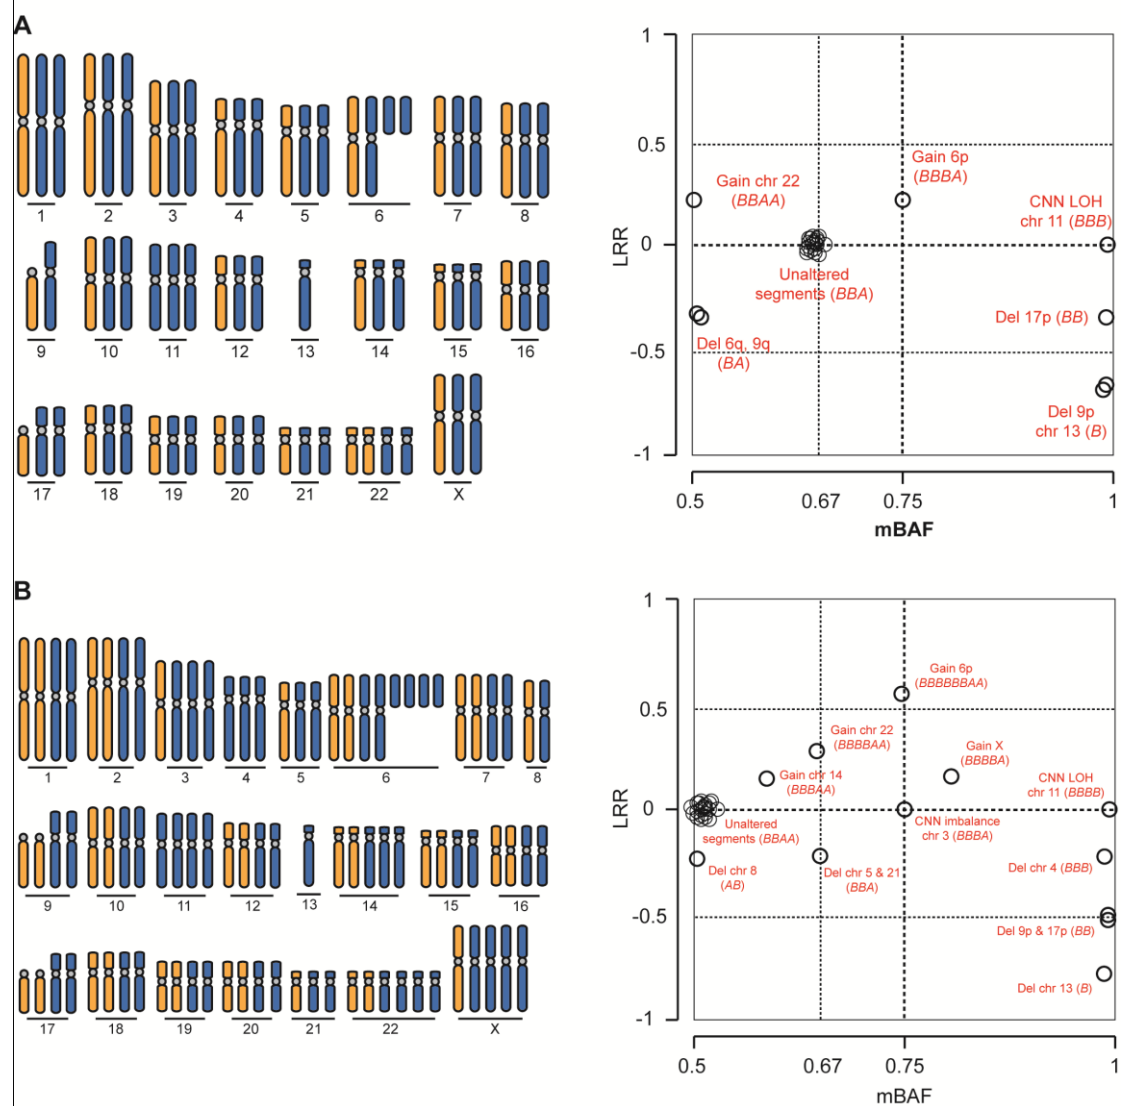 A
1 2 3 4 5 6 7 8
9 10 11 12 13 14 15 16
17 18 19 20 21 22 X
1
0.5
0
-0.5
-1
LRR
Gain 6p
(BBBA)
Gain chr 22
(BBAA)
CNN LOH
chr 11 (BBB)
Unaltered
segments (BBA)
Del 17p (BB)
Del 6q, 9q
(BA)
Del 9p
chr 13 (B)
0.5 0.67 0.75 1
mBAF
B
1 2 3 4 5 6 7 8
9 10 11 12 13 14 15 16
17 18 19 20 21 22 X
1
0.5
0
-0.5
-1
LRR
Gain 6p
(BBBBBBAA)
Gain chr 22
(BBBBAA)
Gain X
(BBBBA)
Gain chr 14
(BBBAA)
CNN LOH
chr 11 (BBBB)
Unaltered
segments (BBAA)
CNN imbalance
chr 3 (BBBA)
Del chr 8
(AB)
Del chr 5 & 21
(BBA)
Del chr 4 (BBB)
Del 9p & 17p (BB)
Del chr 13 (B)
0.5 0.67 0.75 1
mBAF